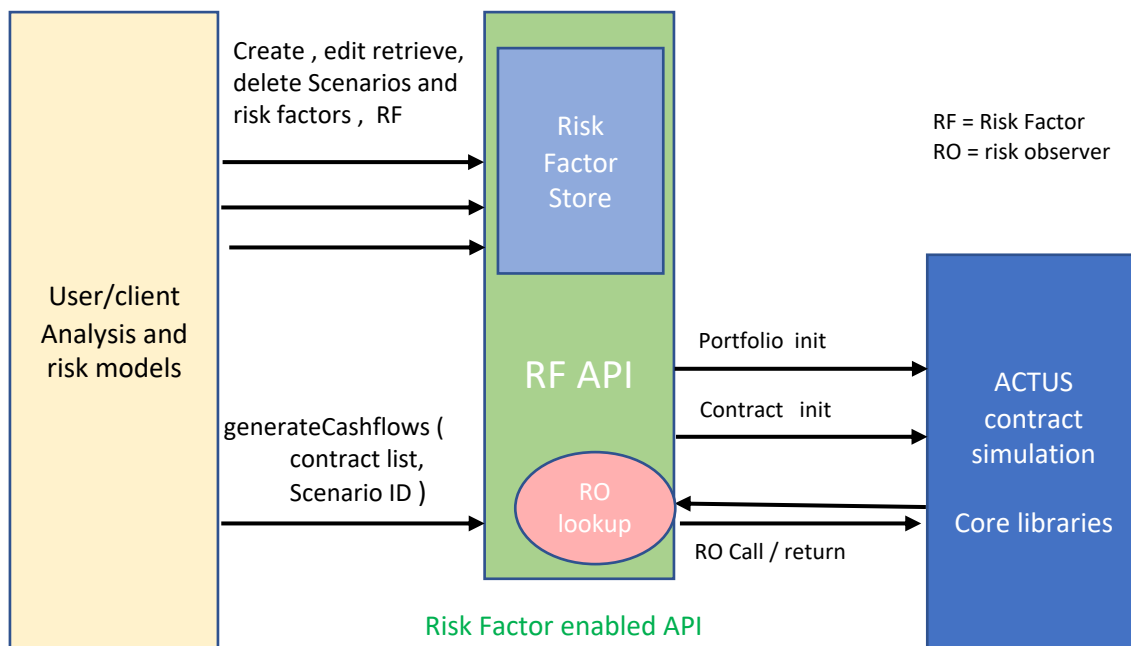 Create , edit retrieve,
delete Scenarios and
risk factors , RF
Risk
Factor
Store
RF = Risk Factor
RO = risk observer
User/client
Analysis and
risk models
RF API
Portfolio init
Contract init
ACTUS
contract
simulation
Core libraries
generateCashflows (
contract list,
Scenario ID )
RO
lookup
RO Call / return
Risk Factor enabled API